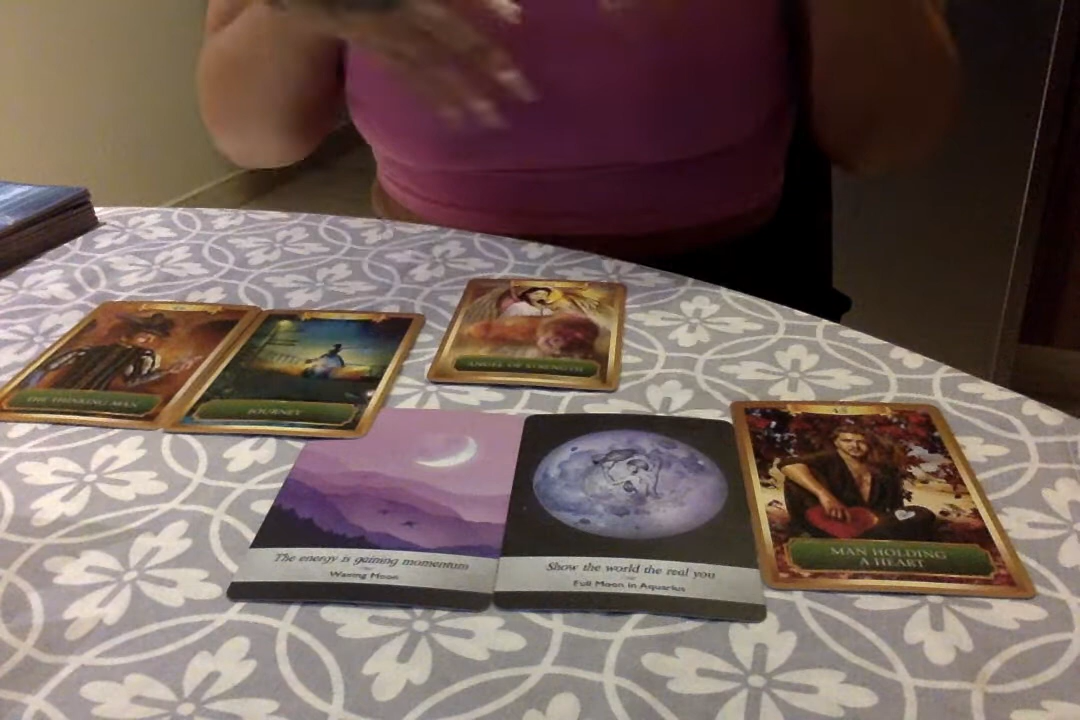 THE THINKING MAN
JOURNEY
ANGEL OF STRENGTH
The energy is gaining momentum
Waxing Moon
Show the world the real you
Full Moon in Aquarius
MAN HOLDING
A HEART